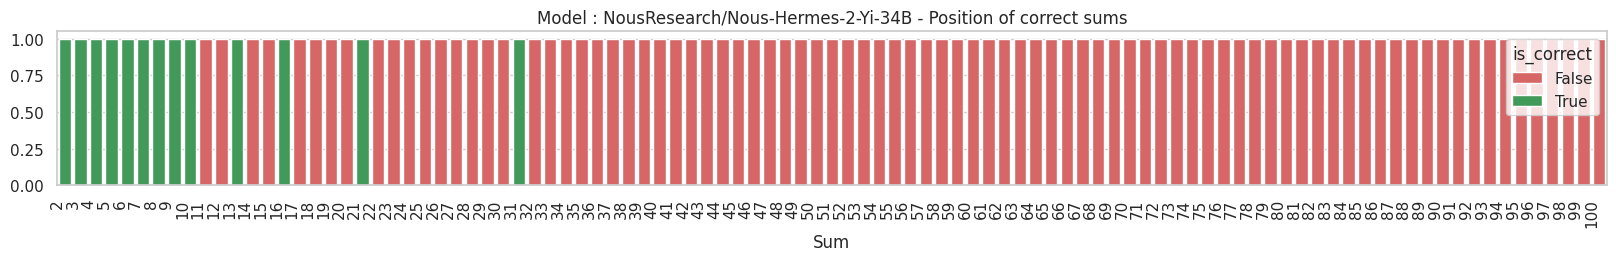 Model : NousResearch/Nous-Hermes-2-Yi-34B - Position of correct sums
1.00
0.75
0.50
0.25
0.00
is_correct
False
True
2 3 4 5 6 7 8 9 10 11 12 13 14 15 16 17 18 19 20 21 22 23 24 25 26 27 28 29 30 31 32 33 34 35 36 37 38 39 40 41 42 43 44 45 46 47 48 49 50 51 52 53 54 55 56 57 58 59 60 61 62 63 64 65 66 67 68 69 70 71 72 73 74 75 76 77 78 79 80 81 82 83 84 85 86 87 88 89 90 91 92 93 94 95 96 97 98 99 100
Sum